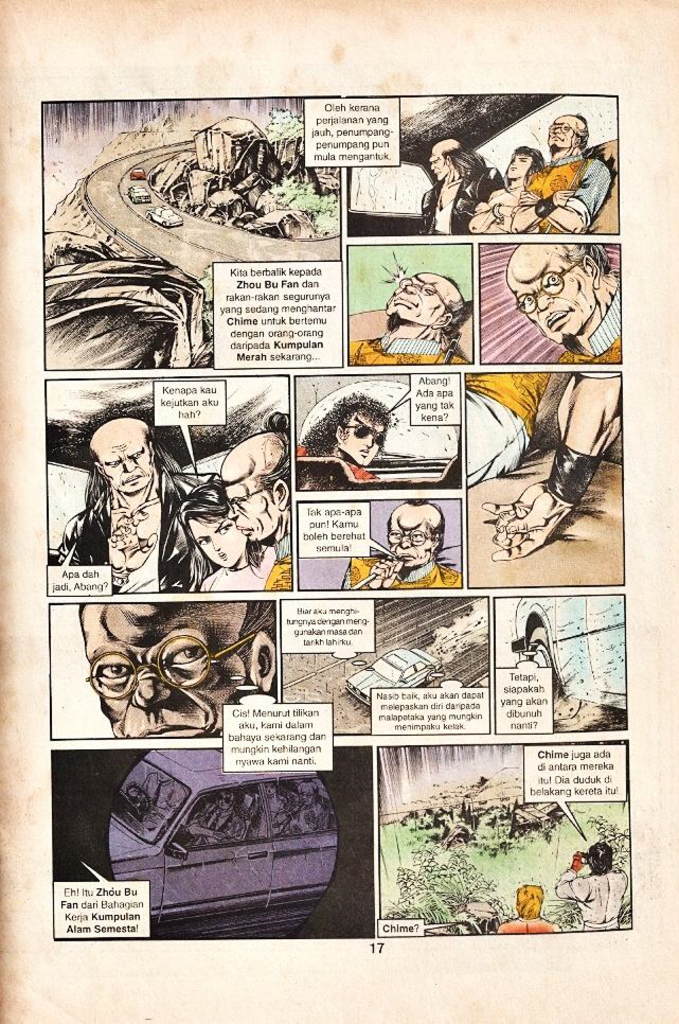 Kita berbalik kepada
Zhou Bu Fan dan
rakan-rakan segurunya
yang sedang menghantar
Chime untuk bertemu
dengan orang-orang
daripada Kumpulan
Merah sekarang...
Oleh kerana
perjalanan yang
jauh, penumpang-
penumpang pun
mula mengantuk.
Kenapa kau
kejutkan aku
hah?
Apa dah
jadi, Abang?
Abang!
Ada apa
yang tak
kena?
Tak apa-apa
pun! Kamu
boleh berehat
semula!
Cis! Menurut tilikan
aku, kami dalam
bahaya sekarang dan
mungkin kehilangan
nyawa kami nanti.
Biar aku menghi-
tungnya dengan meng-
gunakan masa dan
tarikh lahirku.
Nasib baik, aku akan dapat
melepaskan diri daripada
malapetaka yang mungkin
menimpaku kelak.
Tetapi,
siapakah
yang akan
dibunuh
nanti?
Eh! Itu Zhou Bu
Fan dari Bahagian
Kerja Kumpulan
Alam Semesta!
Chime juga ada
di antara mereka
itu! Dia duduk di
belakang kereta itu!
Chime?
17